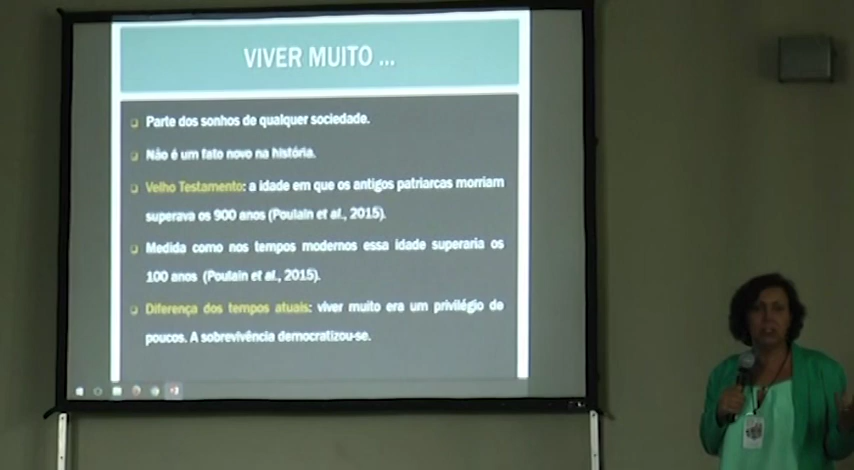 VIVER MUITO ...
Parte dos sonhos de qualquer sociedade.
Não é um fato novo na história.
Velho Testamento: a idade em que os antigos patriarcas morriam
superava os 900 anos (Poulain et al., 2015).
Medida como nos tempos modernos essa idade superaria os
100 anos (Poulain et al., 2015).
Diferença dos tempos atuais: viver muito era um privilégio de
poucos. A sobrevivência democratizou-se.